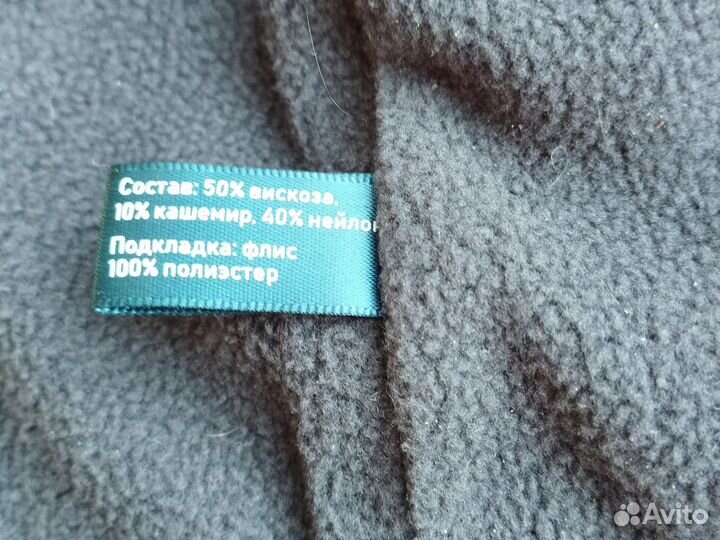 Состав: 50% вискоза,
10% кашемир, 40% нейлон
Подкладка: флис
100% полиэстер
Avito